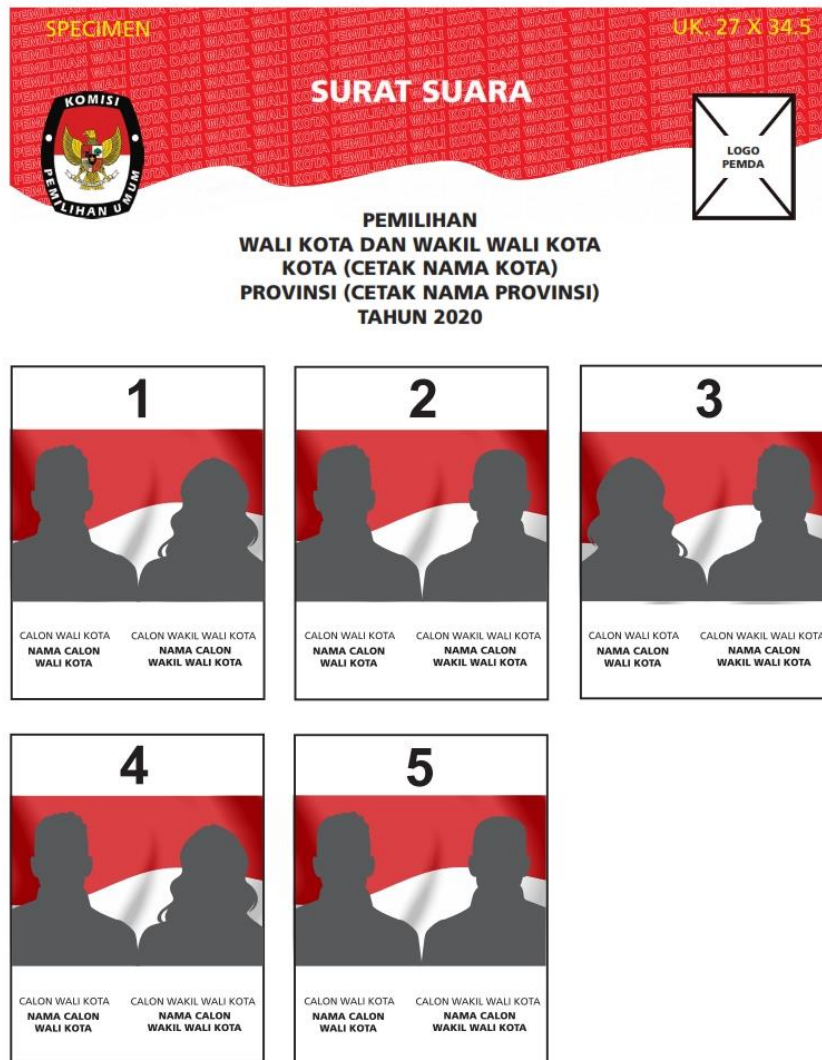 SPECIMEN
UK. 27 X 34.5
SURAT SUARA
KOMISI
PEMILIHAN UMUM
LOGO
PEMDA
PEMILIHAN
WALI KOTA DAN WAKIL WALI KOTA
KOTA (CETAK NAMA KOTA)
PROVINSI (CETAK NAMA PROVINSI)
TAHUN 2020
1
CALON WALI KOTA
NAMA CALON
WALI KOTA
CALON WAKIL WALI KOTA
NAMA CALON
WAKIL WALI KOTA
2
CALON WALI KOTA
NAMA CALON
WALI KOTA
CALON WAKIL WALI KOTA
NAMA CALON
WAKIL WALI KOTA
3
CALON WALI KOTA
NAMA CALON
WALI KOTA
CALON WAKIL WALI KOTA
NAMA CALON
WAKIL WALI KOTA
4
CALON WALI KOTA
NAMA CALON
WALI KOTA
CALON WAKIL WALI KOTA
NAMA CALON
WAKIL WALI KOTA
5
CALON WALI KOTA
NAMA CALON
WALI KOTA
CALON WAKIL WALI KOTA
NAMA CALON
WAKIL WALI KOTA